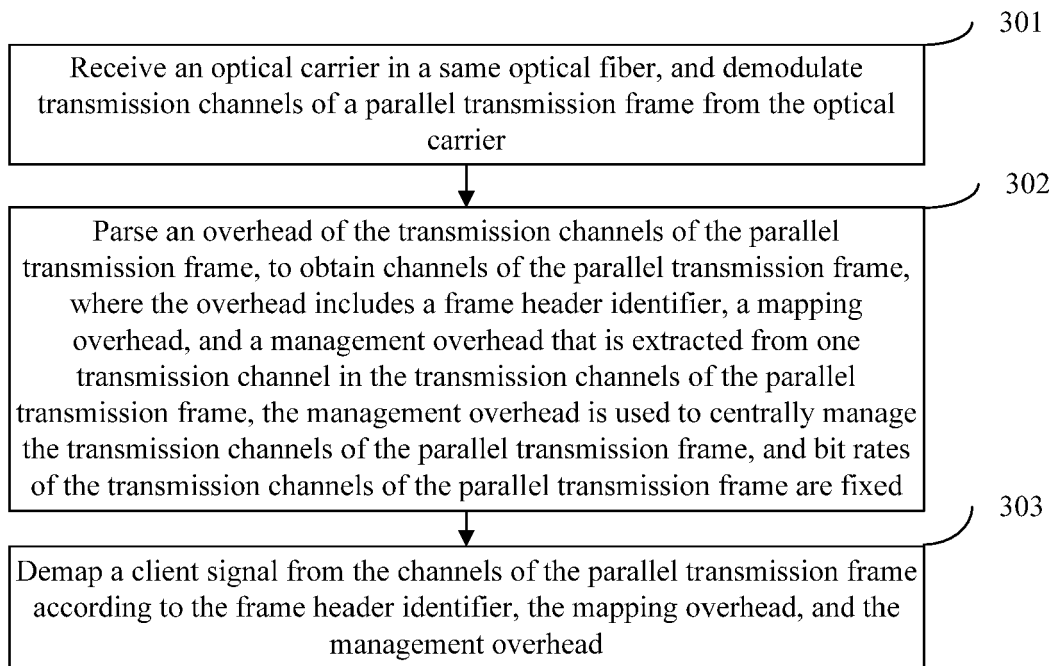 301
Receive an optical carrier in a same optical fiber, and demodulate
transmission channels of a parallel transmission frame from the optical
carrier
302
Parse an overhead of the transmission channels of the parallel
transmission frame, to obtain channels of the parallel transmission frame,
where the overhead includes a frame header identifier, a mapping
overhead, and a management overhead that is extracted from one
transmission channel in the transmission channels of the parallel
transmission frame, the management overhead is used to centrally manage
the transmission channels of the parallel transmission frame, and bit rates
of the transmission channels of the parallel transmission frame are fixed
303
Demap a client signal from the channels of the parallel transmission frame
according to the frame header identifier, the mapping overhead, and the
management overhead